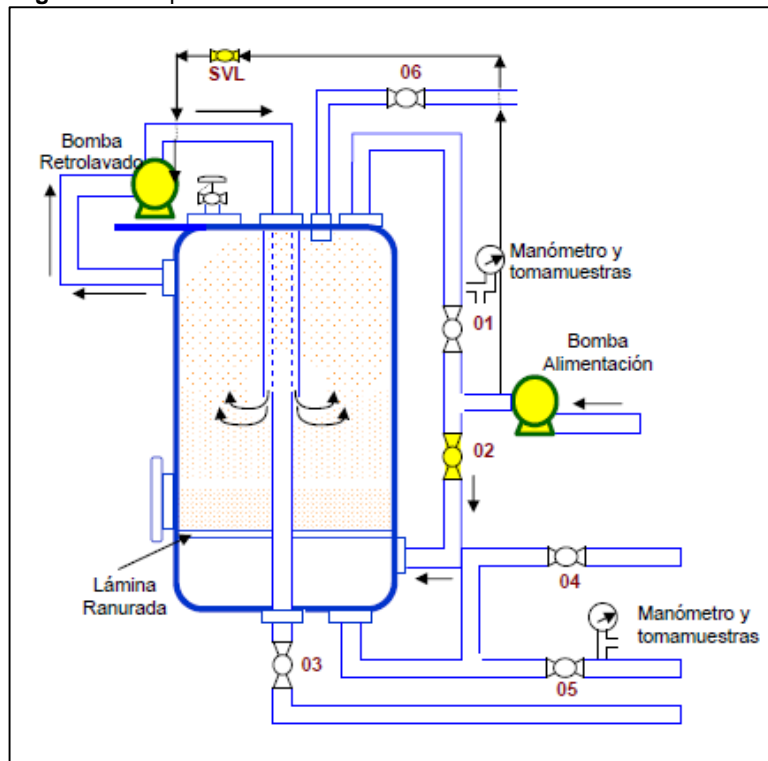 SVL
06
Bomba
Retrolavado
Manómetro y
tomamuestras
01
Bomba
Alimentación
02
Lámina
Ranurada
04
Manómetro y
tomamuestras
03
05